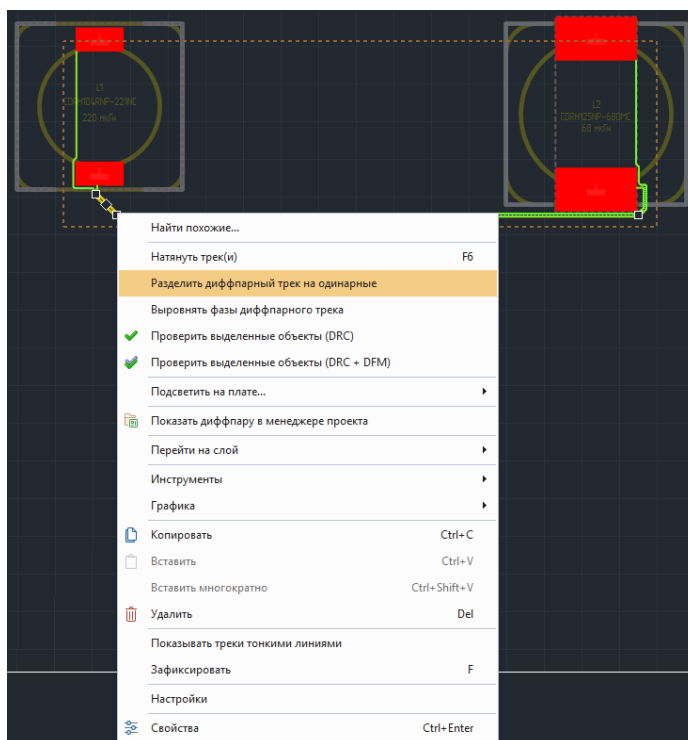 L1
CDRH104RNP-221NC
220 мкГн
L2
CDRH125NP-680MC
68 мкГн
Найти похожие...
Натянуть трек(и) F6
Разделить диффпарный трек на одинарные
Выровнять фазы диффпарного трека
Проверить выделенные объекты (DRC)
Проверить выделенные объекты (DRC + DFM)
Подсветить на плате...
Показать диффпару в менеджере проекта
Перейти на слой
Инструменты
Графика
Копировать Ctrl+C
Вставить Ctrl+V
Вставить многократно Ctrl+Shift+V
Удалить Del
Показывать треки тонкими линиями
Зафиксировать F
Настройки
Свойства Ctrl+Enter